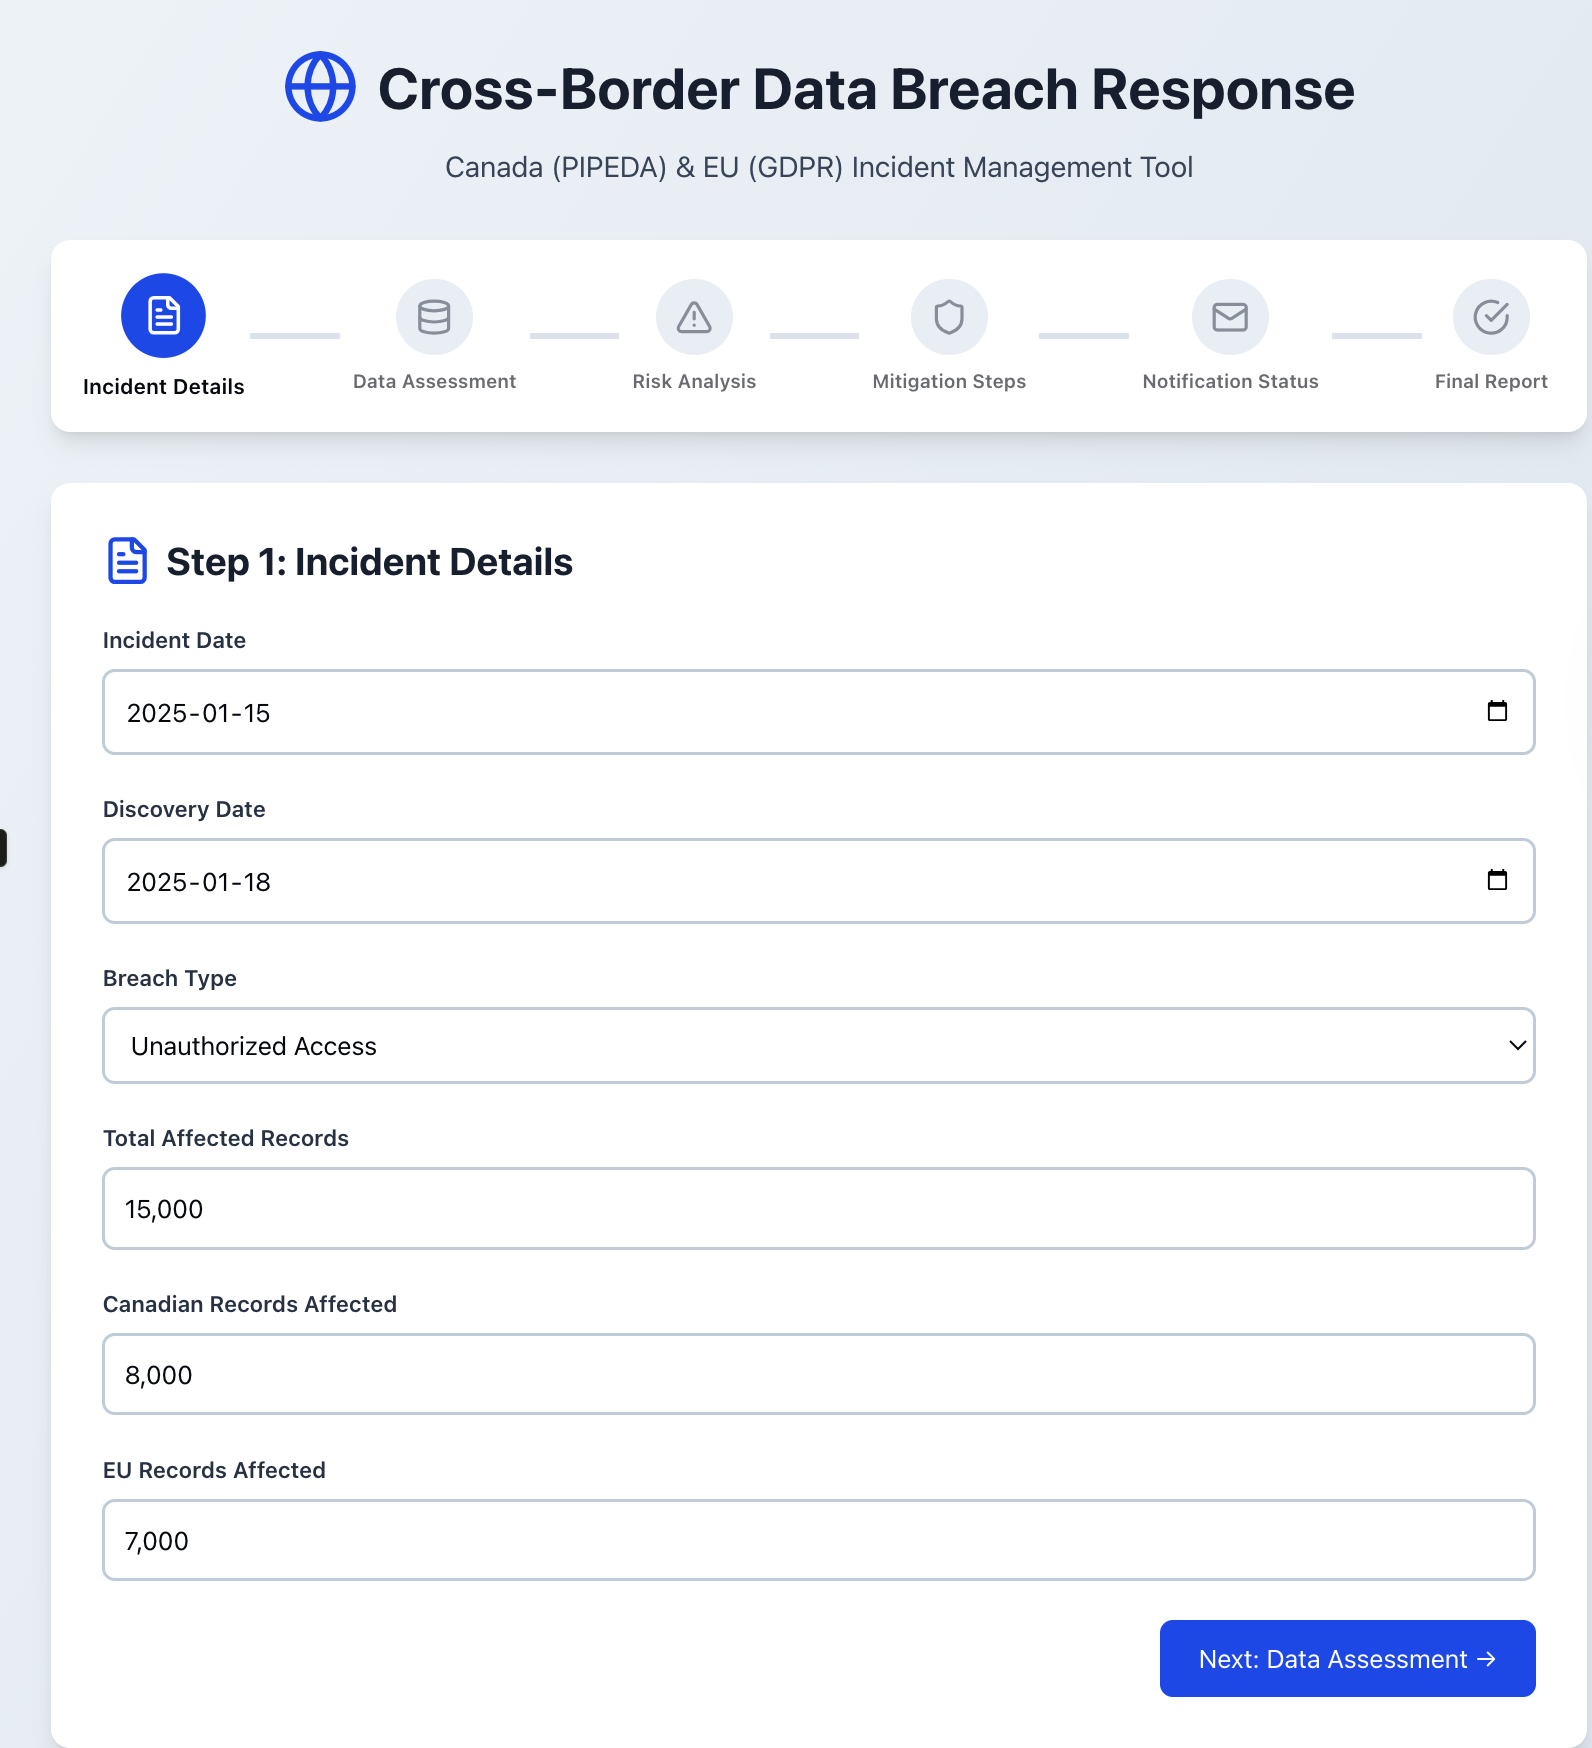 Cross-Border Data Breach Response
Canada (PIPEDA) & EU (GDPR) Incident Management Tool
Incident Details
Data Assessment
Risk Analysis
Mitigation Steps
Notification Status
Final Report
Step 1: Incident Details
Incident Date
2025-01-15
Discovery Date
2025-01-18
Breach Type
Unauthorized Access
Total Affected Records
15,000
Canadian Records Affected
8,000
EU Records Affected
7,000
Next: Data Assessment →